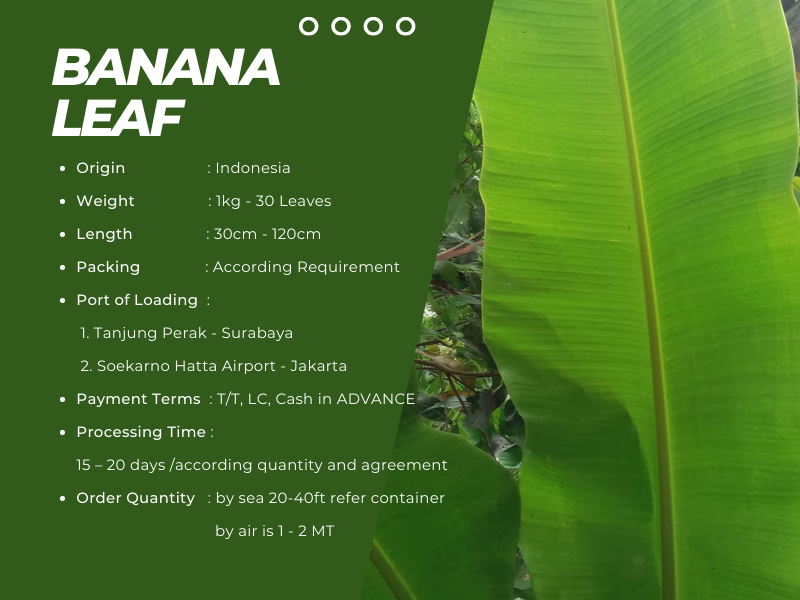 BANANA
LEAF
• Origin : Indonesia
• Weight : 1kg - 30 Leaves
• Length : 30cm - 120cm
• Packing : According Requirement
• Port of Loading :
1. Tanjung Perak - Surabaya
2. Soekarno Hatta Airport - Jakarta
• Payment Terms : T/T, LC, Cash in ADVANCE
• Processing Time :
15 – 20 days /according quantity and agreement
• Order Quantity : by sea 20-40ft refer container
by air is 1 - 2 MT